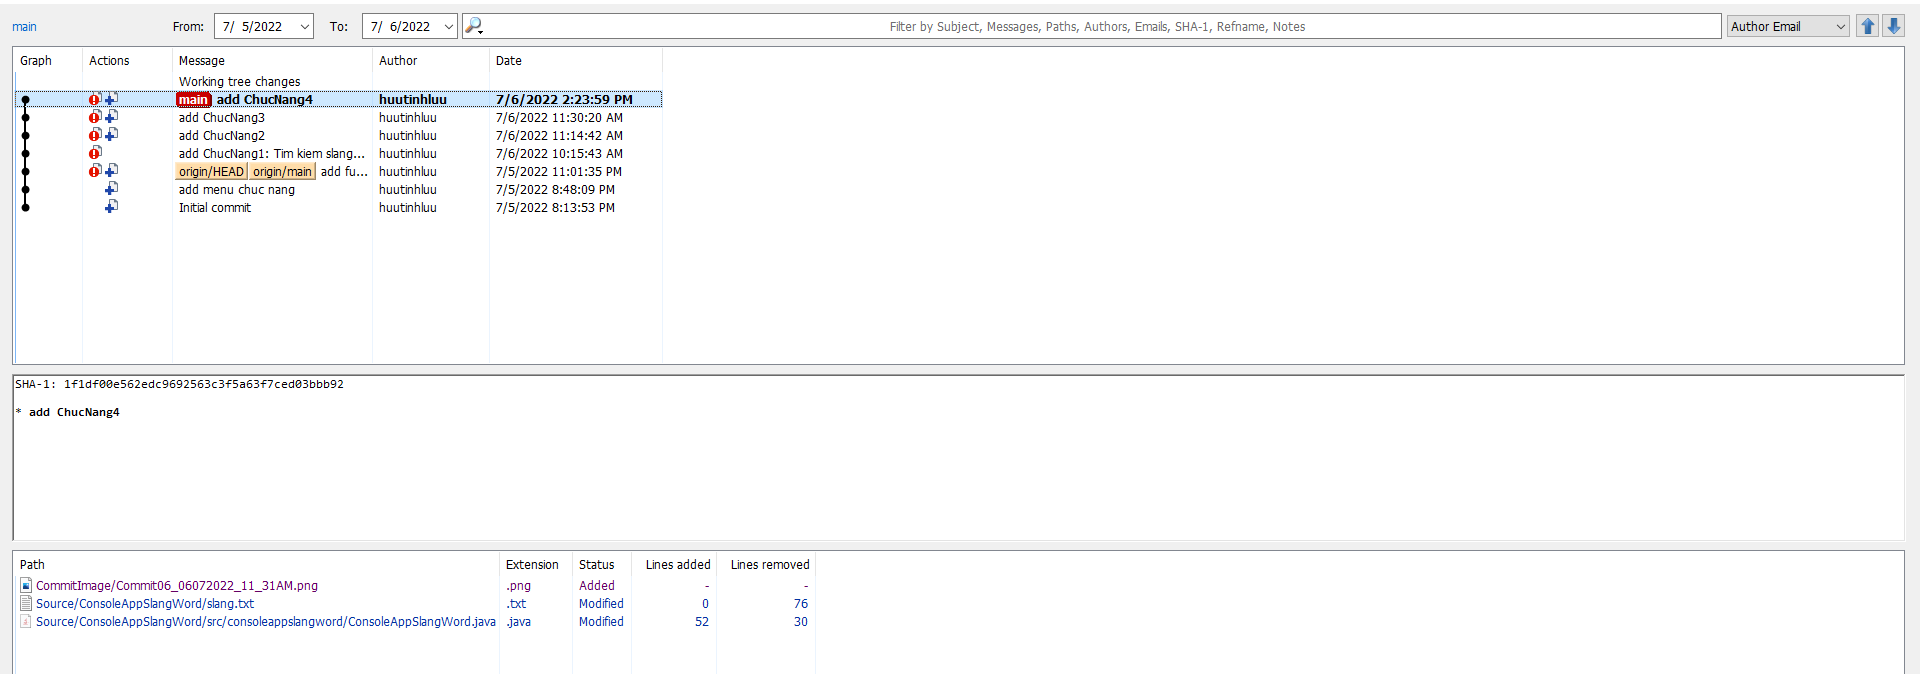 main From: 7/ 5/2022 To: 7/ 6/2022 Filter by Subject, Messages, Paths, Authors, Emails, SHA-1, Refname, Notes Author Email
Graph Actions Message Author Date
Working tree changes
main add ChucNang4 huutinhluu 7/6/2022 2:23:59 PM
add ChucNang3 huutinhluu 7/6/2022 11:30:20 AM
add ChucNang2 huutinhluu 7/6/2022 11:14:42 AM
add ChucNang1: Tim kiem slang... huutinhluu 7/6/2022 10:15:43 AM
origin/HEAD origin/main add fu... huutinhluu 7/5/2022 11:01:35 PM
add menu chuc nang huutinhluu 7/5/2022 8:48:09 PM
Initial commit huutinhluu 7/5/2022 8:13:53 PM
SHA-1: 1f1df00e562edc9692563c3f5a63f7ced03bbb92
* add ChucNang4
Path Extension Status Lines added Lines removed
CommitImage/Commit06_06072022_11_31AM.png .png Added - -
Source/ConsoleAppSlangWord/slang.txt .txt Modified 0 76
Source/ConsoleAppSlangWord/src/consoleappslangword/ConsoleAppSlangWord.java .java Modified 52 30